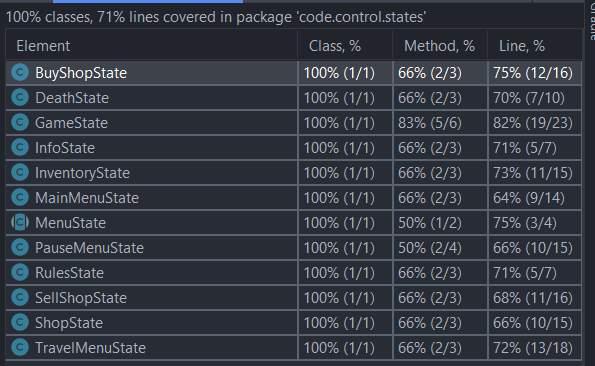 100% classes, 71% lines covered in package 'code.control.states'
Element Class, % Method, % Line, %
BuyShopState 100% (1/1) 66% (2/3) 75% (12/16)
DeathState 100% (1/1) 66% (2/3) 70% (7/10)
GameState 100% (1/1) 83% (5/6) 82% (19/23)
InfoState 100% (1/1) 66% (2/3) 71% (5/7)
InventoryState 100% (1/1) 66% (2/3) 73% (11/15)
MainMenuState 100% (1/1) 66% (2/3) 64% (9/14)
MenuState 100% (1/1) 50% (1/2) 75% (3/4)
PauseMenuState 100% (1/1) 50% (2/4) 66% (10/15)
RulesState 100% (1/1) 66% (2/3) 71% (5/7)
SellShopState 100% (1/1) 66% (2/3) 68% (11/16)
ShopState 100% (1/1) 66% (2/3) 66% (10/15)
TravelMenuState 100% (1/1) 66% (2/3) 72% (13/18)